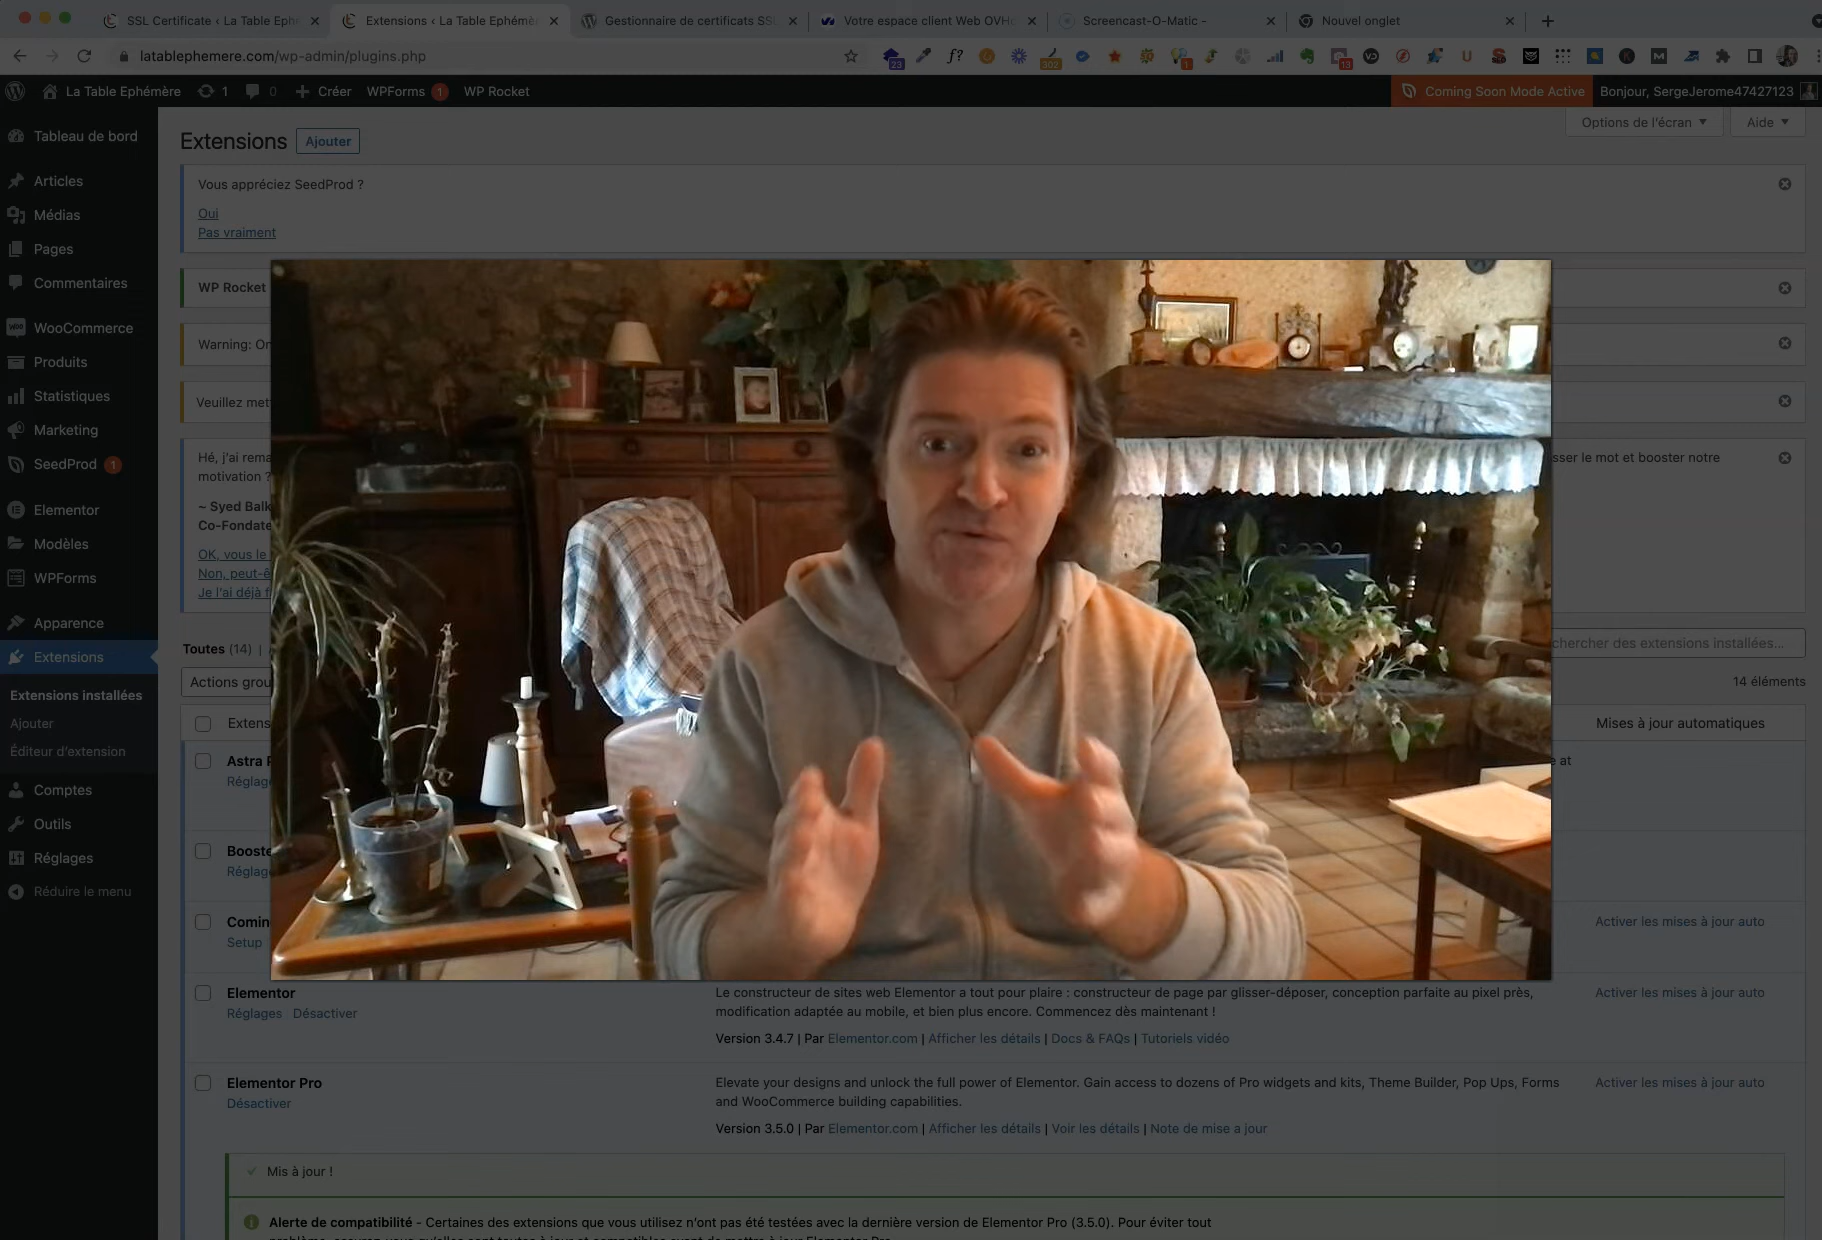 SSL Certificate ‹ La Table Ephé
Extensions ‹ La Table Ephémè
Gestionnaire de certificats SSL
Votre espace client Web OVHc
Screencast-O-Matic -
Nouvel onglet
latablephemere.com/wp-admin/plugins.php
23
f?
302
1
13
La Table Ephémère
1
0
Créer
WPForms 1
WP Rocket
Coming Soon Mode Active
Bonjour, SergeJerome47427123
Tableau de bord
Articles
Médias
Pages
Commentaires
WooCommerce
Produits
Statistiques
Marketing
SeedProd 1
Elementor
Modèles
WPForms
Apparence
Extensions
Extensions installées
Ajouter
Éditeur d'extension
Comptes
Outils
Réglages
Réduire le menu
Extensions
Ajouter
Options de l'écran
Aide
Vous appréciez SeedProd ?
Oui
Pas vraiment
WP Rocket
Warning: On
Veuillez met
Hé, j'ai rema
sser le mot et booster notre
motivation ?
~ Syed Balk
Co-Fondate
OK, vous le
Non, peut-ê
Je l'ai déjà f
Toutes (14) |
chercher des extensions installées...
Actions grou
14 éléments
Extens
Mises à jour automatiques
Astra P
e at
Réglage
Booste
Réglage
Comin
Activer les mises à jour auto
Setup
Elementor
Le constructeur de sites web Elementor a tout pour plaire : constructeur de page par glisser-déposer, conception parfaite au pixel près,
Activer les mises à jour auto
Réglages Désactiver
modification adaptée au mobile, et bien plus encore. Commencez dès maintenant !
Version 3.4.7 | Par Elementor.com | Afficher les détails | Docs & FAQs | Tutoriels vidéo
Elementor Pro
Elevate your designs and unlock the full power of Elementor. Gain access to dozens of Pro widgets and kits, Theme Builder, Pop Ups, Forms
Activer les mises à jour auto
Désactiver
and WooCommerce building capabilities.
Version 3.5.0 | Par Elementor.com | Afficher les détails | Voir les détails | Note de mise a jour
Mis à jour !
Alerte de compatibilité - Certaines des extensions que vous utilisez n'ont pas été testées avec la dernière version de Elementor Pro (3.5.0). Pour éviter tout